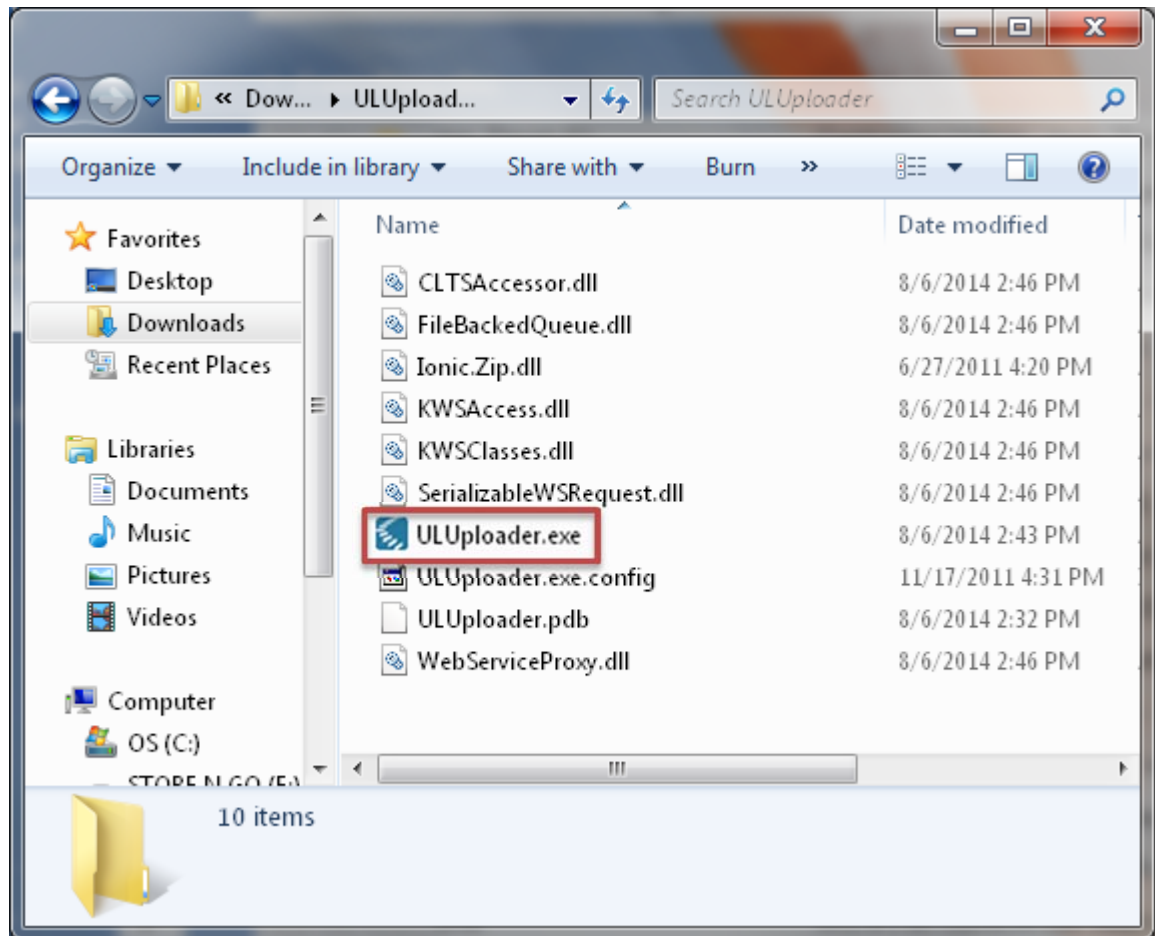 « Dow... ▸ ULUpload... Search ULUploader
Organize Include in library Share with Burn »
Name Date modified
Favorites
Desktop
Downloads
Recent Places
Libraries
Documents
Music
Pictures
Videos
Computer
OS (C:)
STORE N GO (E:)
CLTSAccessor.dll 8/6/2014 2:46 PM
FileBackedQueue.dll 8/6/2014 2:46 PM
Ionic.Zip.dll 6/27/2011 4:20 PM
KWSAccess.dll 8/6/2014 2:46 PM
KWSClasses.dll 8/6/2014 2:46 PM
SerializableWSRequest.dll 8/6/2014 2:46 PM
ULUploader.exe 8/6/2014 2:43 PM
ULUploader.exe.config 11/17/2011 4:31 PM
ULUploader.pdb 8/6/2014 2:32 PM
WebServiceProxy.dll 8/6/2014 2:46 PM
10 items